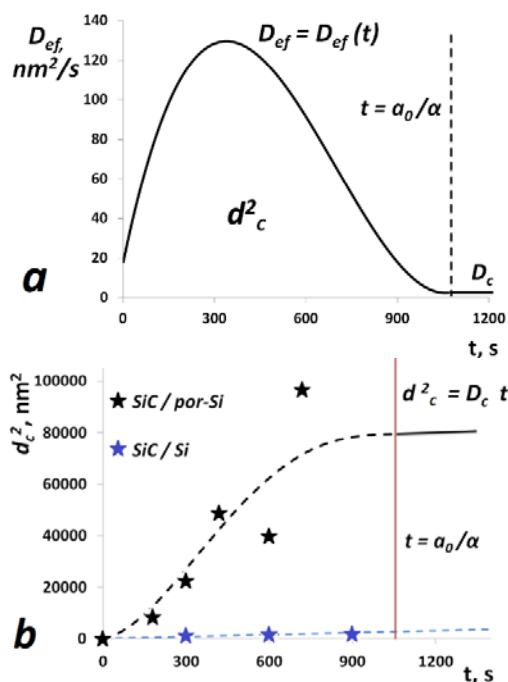 D_ef,
nm²/s
140
120
100
80
60
40
20
0
D_ef = D_ef (t)
t = a₀/α
d²_c
D_c
a
0 300 600 900 1200
t, s
d_c², nm²
100000
80000
60000
40000
20000
0
SiC / por-Si
SiC / Si
d²_c = D_c t
t = a₀/α
b
0 300 600 900 1200
t, s